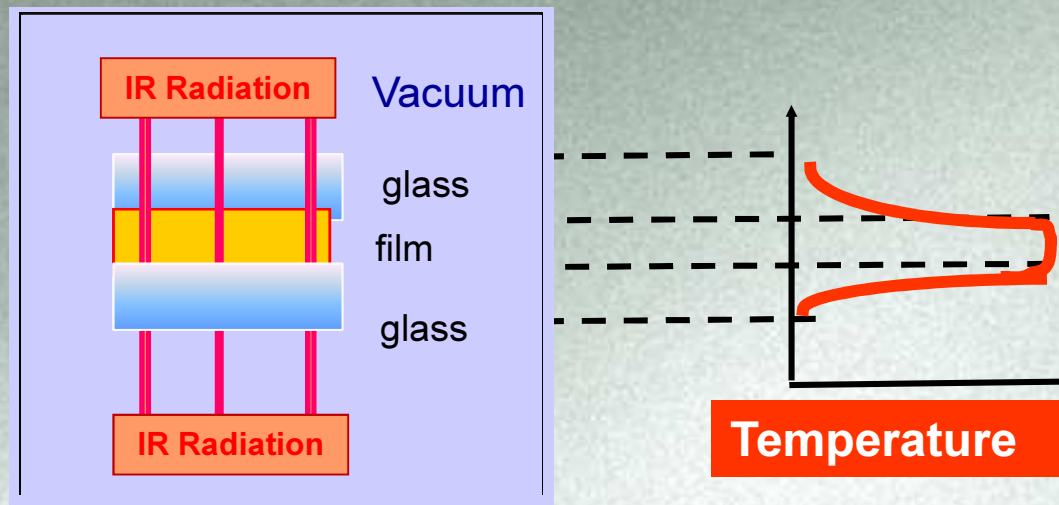 IR Radiation
Vacuum
glass
film
glass
IR Radiation
Temperature